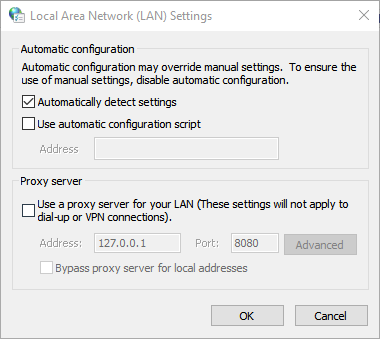 Local Area Network (LAN) Settings
Automatic configuration
Automatic configuration may override manual settings. To ensure the
use of manual settings, disable automatic configuration.
Automatically detect settings
Use automatic configuration script
Address
Proxy server
Use a proxy server for your LAN (These settings will not apply to
dial-up or VPN connections).
Address: 127.0.0.1 Port: 8080 Advanced
Bypass proxy server for local addresses
OK Cancel